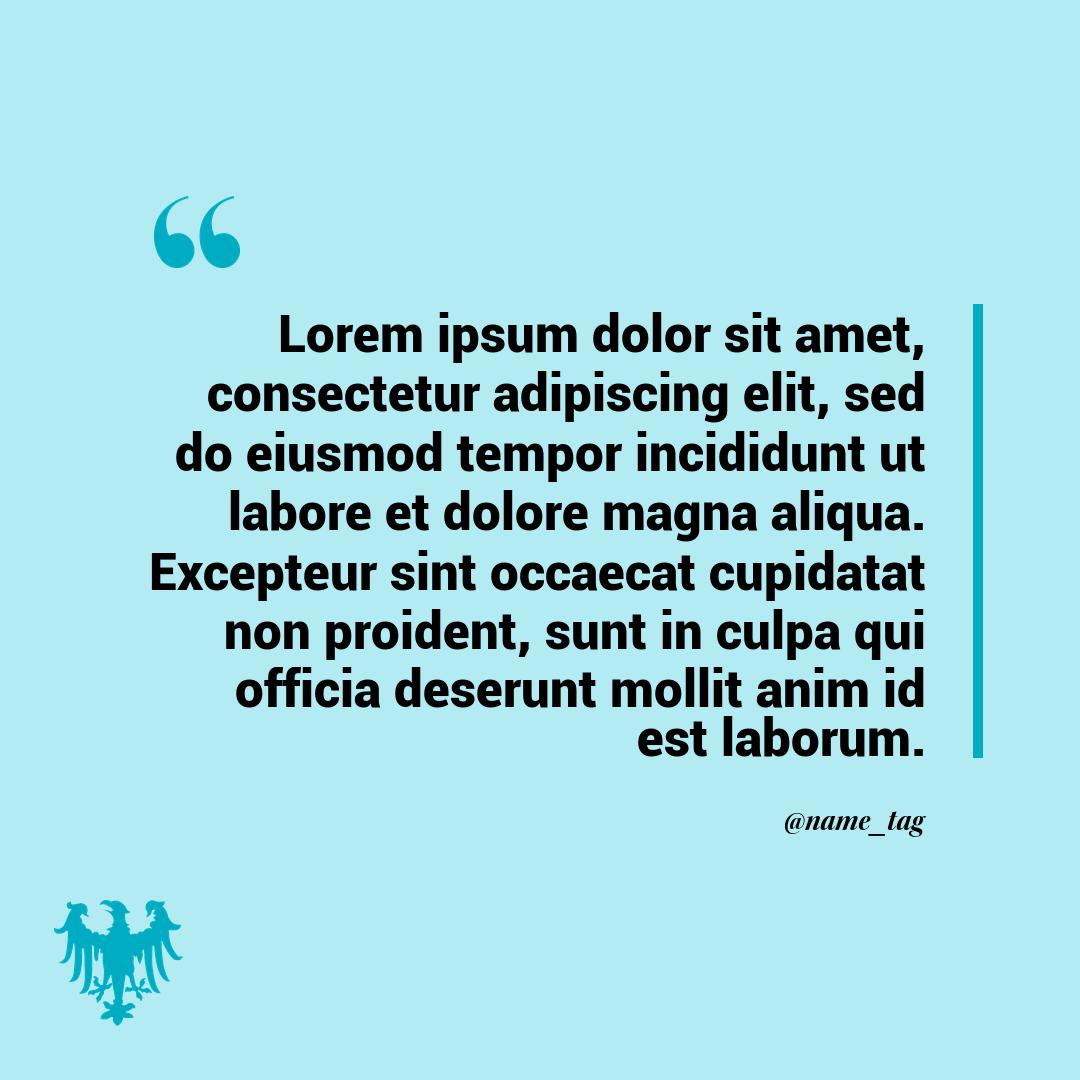 “
Lorem ipsum dolor sit amet,
consectetur adipiscing elit, sed
do eiusmod tempor incididunt ut
labore et dolore magna aliqua.
Excepteur sint occaecat cupidatat
non proident, sunt in culpa qui
officia deserunt mollit anim id
est laborum.
@name_tag